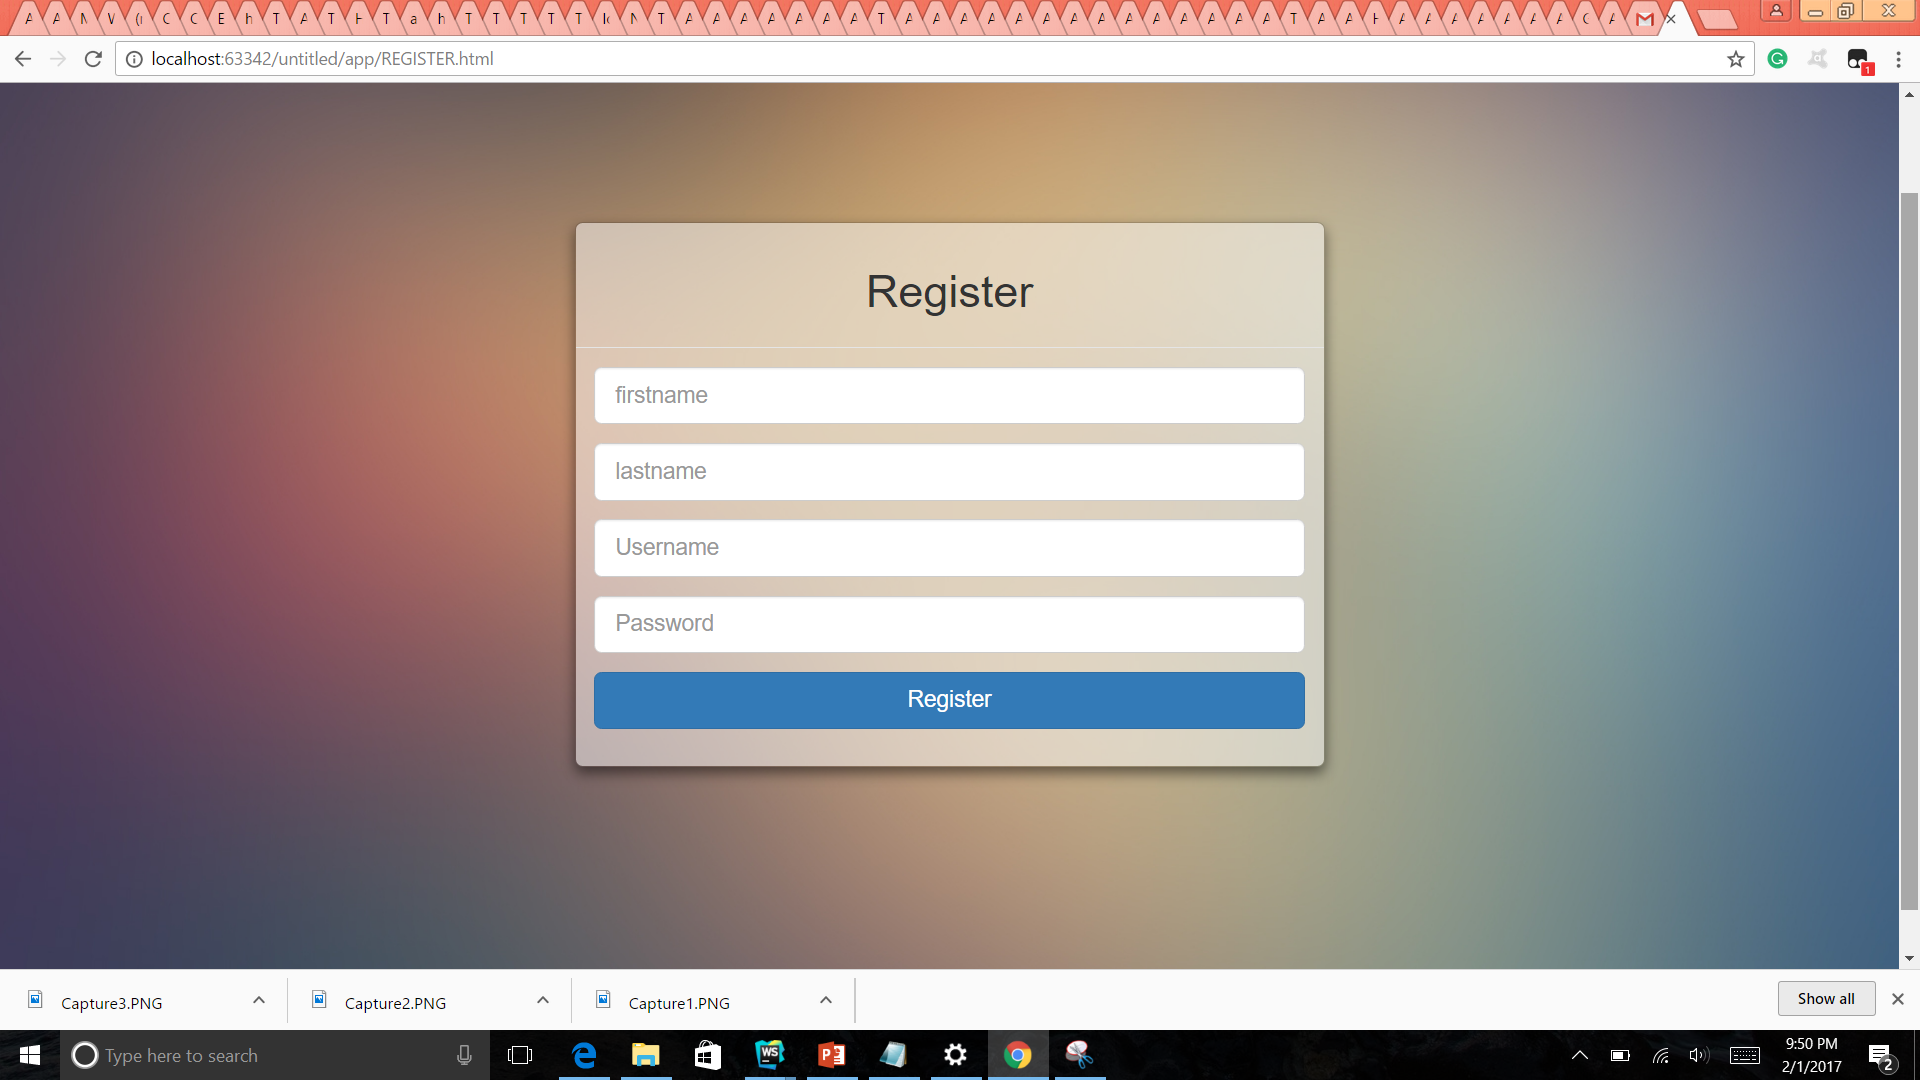 localhost:63342/untitled/app/REGISTER.html
Register
firstname
lastname
Username
Password
Register
Capture3.PNG
Capture2.PNG
Capture1.PNG
Show all
Type here to search
9:50 PM
2/1/2017